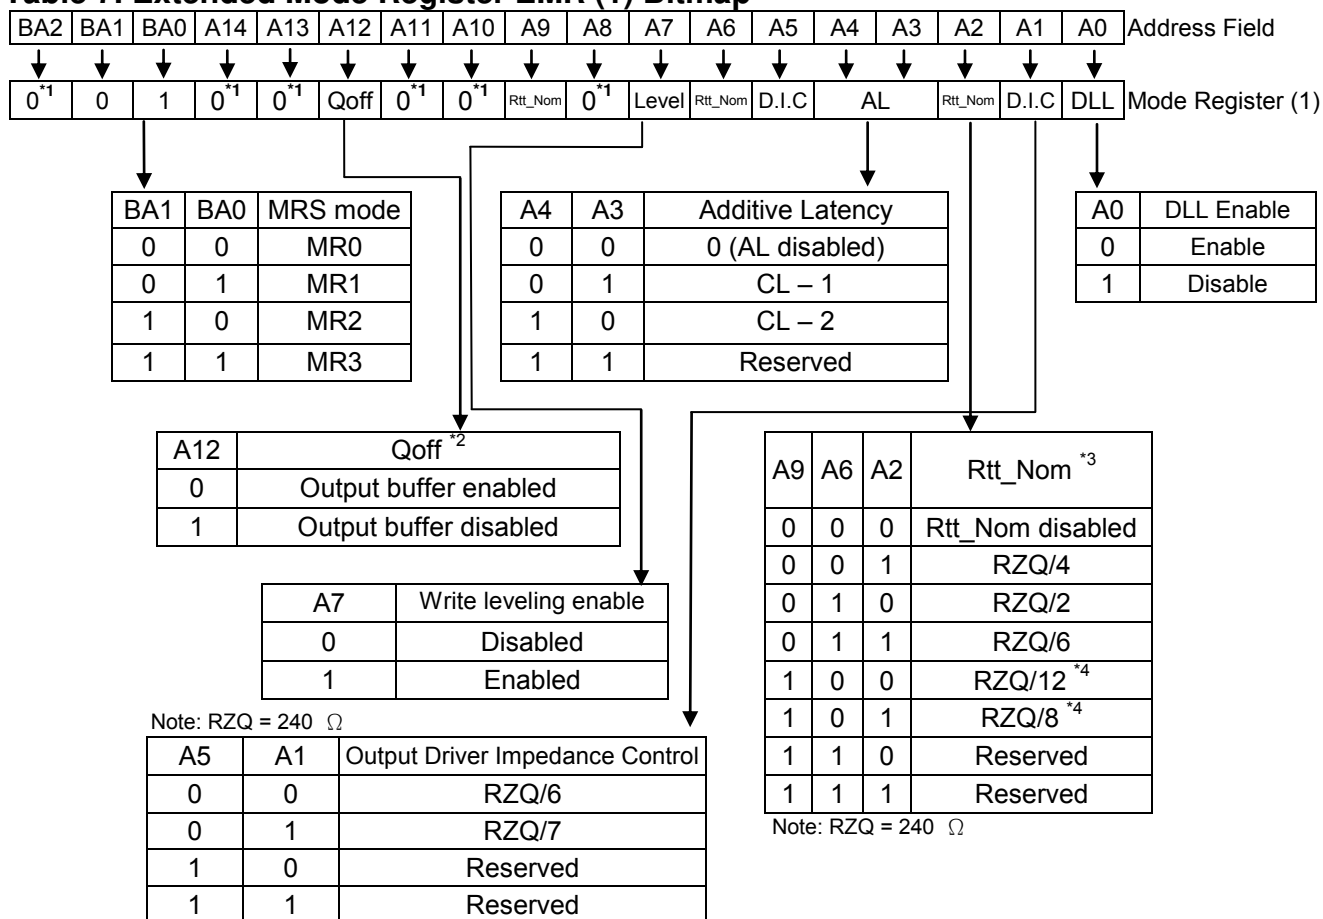 Table 7. Extended Mode Register EMR (1) Bitmap
BA2 BA1 BA0 A14 A13 A12 A11 A10 A9 A8 A7 A6 A5 A4 A3 A2 A1 A0 Address Field
0*1 0 1 0*1 0*1 Qoff 0*1 0*1 Rtt_Nom 0*1 Level Rtt_Nom D.I.C AL Rtt_Nom D.I.C DLL Mode Register (1)
BA1 BA0 MRS mode
0 0 MR0
0 1 MR1
1 0 MR2
1 1 MR3
A4 A3 Additive Latency
0 0 0 (AL disabled)
0 1 CL – 1
1 0 CL – 2
1 1 Reserved
A0 DLL Enable
0 Enable
1 Disable
A12 Qoff *2
0 Output buffer enabled
1 Output buffer disabled
A9 A6 A2 Rtt_Nom *3
0 0 0 Rtt_Nom disabled
0 0 1 RZQ/4
0 1 0 RZQ/2
0 1 1 RZQ/6
1 0 0 RZQ/12 *4
1 0 1 RZQ/8 *4
1 1 0 Reserved
1 1 1 Reserved
Note: RZQ = 240 Ω
A7 Write leveling enable
0 Disabled
1 Enabled
Note: RZQ = 240 Ω
A5 A1 Output Driver Impedance Control
0 0 RZQ/6
0 1 RZQ/7
1 0 Reserved
1 1 Reserved